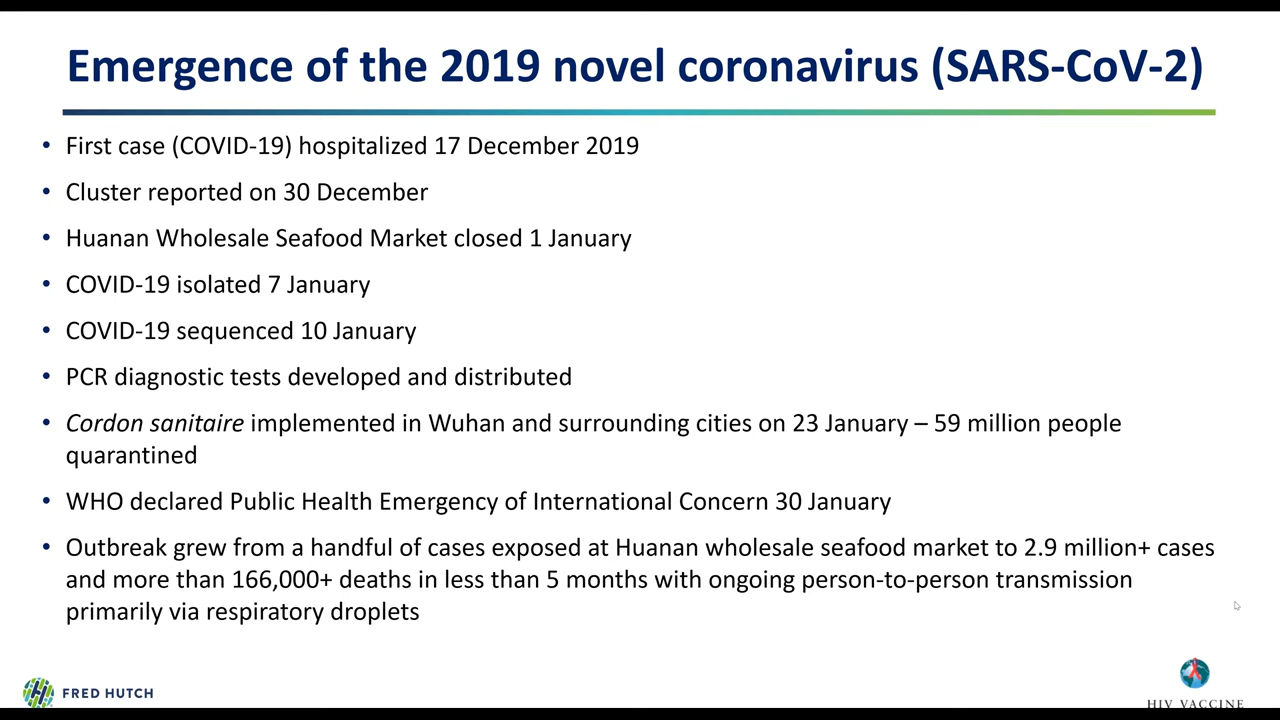 Emergence of the 2019 novel coronavirus (SARS-CoV-2)
• First case (COVID-19) hospitalized 17 December 2019
• Cluster reported on 30 December
• Huanan Wholesale Seafood Market closed 1 January
• COVID-19 isolated 7 January
• COVID-19 sequenced 10 January
• PCR diagnostic tests developed and distributed
• Cordon sanitaire implemented in Wuhan and surrounding cities on 23 January – 59 million people
quarantined
• WHO declared Public Health Emergency of International Concern 30 January
• Outbreak grew from a handful of cases exposed at Huanan wholesale seafood market to 2.9 million+ cases
and more than 166,000+ deaths in less than 5 months with ongoing person-to-person transmission
primarily via respiratory droplets
FRED HUTCH
HIV VACCINE